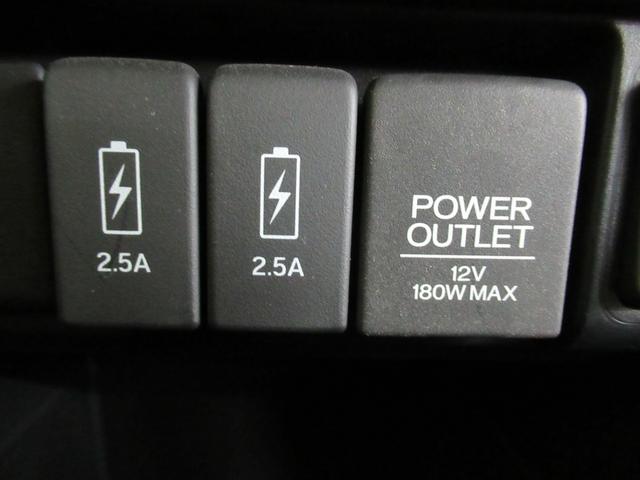 2.5A
2.5A
POWER
OUTLET
12V
180W MAX